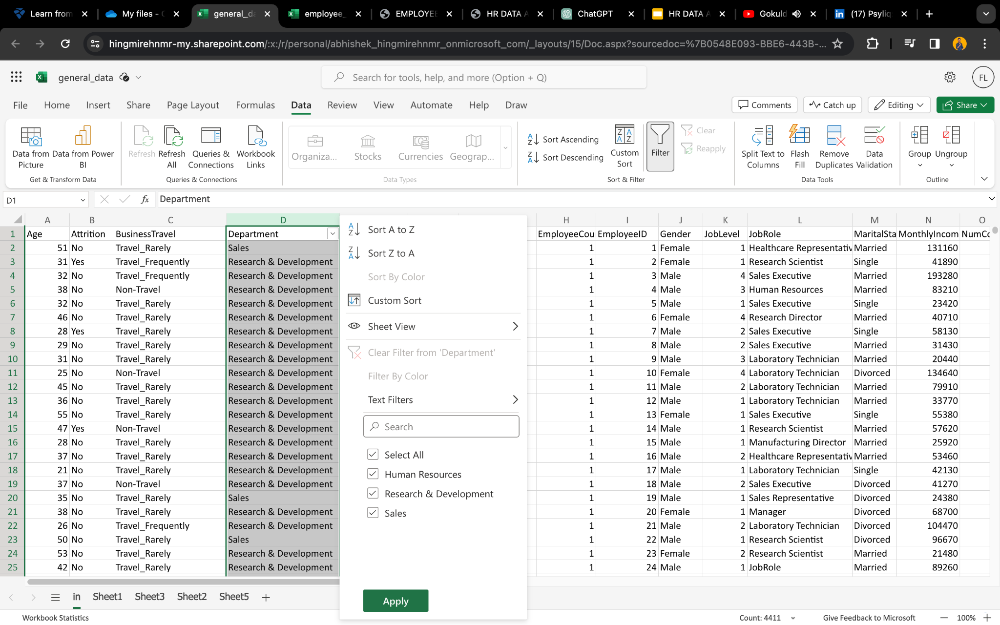 Learn from
My files -
general_da
employee_
EMPLOYEE
HR DATA A
ChatGPT
HR DATA A
Gokuld
(17) Psyliq
hingmirehnmr-my.sharepoint.com/:x:/r/personal/abhishek_hingmirehnmr_onmicrosoft_com/_layouts/15/Doc.aspx?sourcedoc=%7B0548E093-BBE6-443B-...
general_data
Search for tools, help, and more (Option + Q)
FL
File Home Insert Share Page Layout Formulas Data Review View Automate Help Draw
Comments Catch up Editing Share
Data from Picture
Data from Power BI
Get & Transform Data
Refresh
Refresh All
Queries & Connections
Workbook Links
Queries & Connections
Organiza... Stocks Currencies Geograp...
Data Types
Sort Ascending
Sort Descending
Custom Sort
Filter
Clear
Reapply
Sort & Filter
Split Text to Columns
Flash Fill
Remove Duplicates
Data Validation
Data Tools
Group Ungroup
Outline
D1 fx Department
A B C D H I J K L M N O
1 Age Attrition BusinessTravel Department EmployeeCou EmployeeID Gender JobLevel JobRole MaritalSta MonthlyIncom NumCo
2 51 No Travel_Rarely Sales 1 1 Female 1 Healthcare Representativ Married 131160
3 31 Yes Travel_Frequently Research & Development 1 2 Female 1 Research Scientist Single 41890
4 32 No Travel_Frequently Research & Development 1 3 Male 4 Sales Executive Married 193280
5 38 No Non-Travel Research & Development 1 4 Male 3 Human Resources Married 83210
6 32 No Travel_Rarely Research & Development 1 5 Male 1 Sales Executive Single 23420
7 46 No Travel_Rarely Research & Development 1 6 Female 4 Research Director Married 40710
8 28 Yes Travel_Rarely Research & Development 1 7 Male 2 Sales Executive Single 58130
9 29 No Travel_Rarely Research & Development 1 8 Male 2 Sales Executive Married 31430
10 31 No Travel_Rarely Research & Development 1 9 Male 3 Laboratory Technician Married 20440
11 25 No Non-Travel Research & Development 1 10 Female 4 Laboratory Technician Divorced 134640
12 45 No Travel_Rarely Research & Development 1 11 Male 2 Laboratory Technician Married 79910
13 36 No Travel_Rarely Research & Development 1 12 Male 1 Laboratory Technician Married 33770
14 55 No Travel_Rarely Research & Development 1 13 Female 1 Sales Executive Single 55380
15 47 Yes Non-Travel Research & Development 1 14 Male 1 Research Scientist Married 57620
16 28 No Travel_Rarely Research & Development 1 15 Male 1 Manufacturing Director Married 25920
17 37 No Travel_Rarely Research & Development 1 16 Male 2 Healthcare Representativ Married 53460
18 21 No Travel_Rarely Research & Development 1 17 Male 1 Laboratory Technician Single 42130
19 37 No Non-Travel Research & Development 1 18 Male 2 Sales Executive Divorced 41270
20 35 No Travel_Rarely Sales 1 19 Male 1 Sales Representative Divorced 24380
21 38 No Travel_Rarely Research & Development 1 20 Female 1 Manager Divorced 68700
22 26 No Travel_Frequently Research & Development 1 21 Male 2 Laboratory Technician Divorced 104470
23 50 No Travel_Rarely Sales 1 22 Male 1 Research Scientist Divorced 96670
24 53 No Travel_Rarely Research & Development 1 23 Female 2 Research Scientist Married 21480
25 42 No Travel_Rarely Research & Development 1 24 Male 1 JobRole Married 89260
Sort A to Z
Sort Z to A
Sort By Color
Custom Sort
Sheet View
Clear Filter from 'Department'
Filter By Color
Text Filters
Search
Select All
Human Resources
Research & Development
Sales
Apply
in Sheet1 Sheet3 Sheet2 Sheet5
Workbook Statistics Count: 4411 Give Feedback to Microsoft 100%